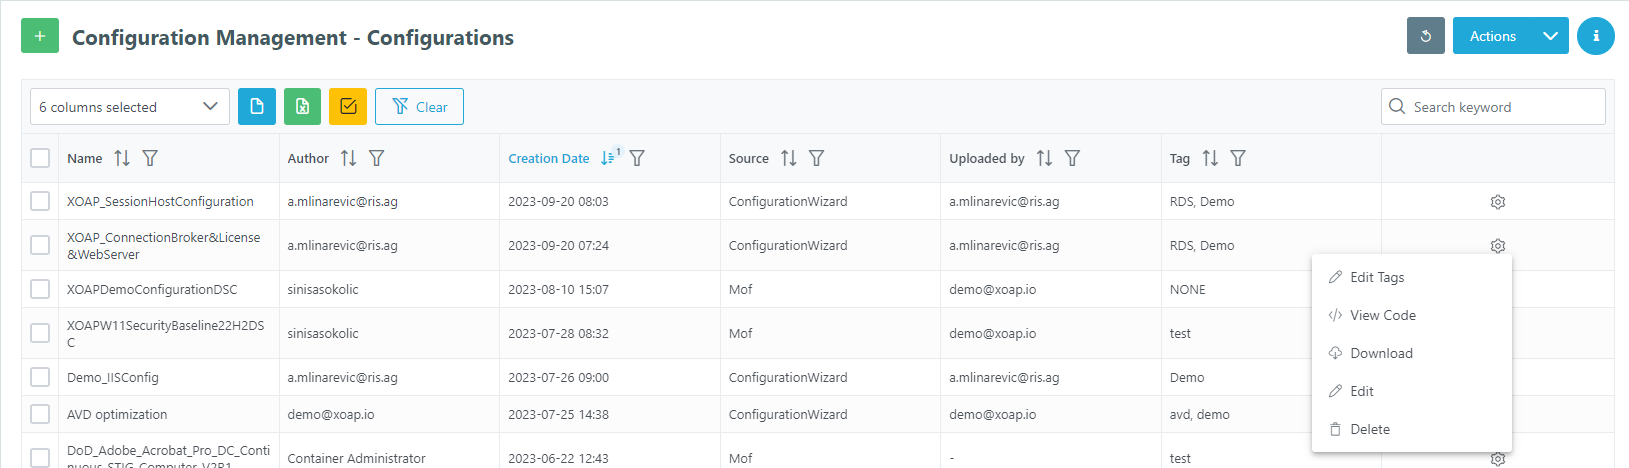 Configuration Management - Configurations
Actions
6 columns selected
Clear
Search keyword
Name
Author
Creation Date
1
Source
Uploaded by
Tag
XOAP_SessionHostConfiguration
a.mlinarevic@ris.ag
2023-09-20 08:03
ConfigurationWizard
a.mlinarevic@ris.ag
RDS, Demo
XOAP_ConnectionBroker&License
&WebServer
a.mlinarevic@ris.ag
2023-09-20 07:24
ConfigurationWizard
a.mlinarevic@ris.ag
RDS, Demo
XOAPDemoConfigurationDSC
sinisasokolic
2023-08-10 15:07
Mof
demo@xoap.io
NONE
XOAPW11SecurityBaseline22H2DS
C
sinisasokolic
2023-07-28 08:32
Mof
demo@xoap.io
test
Demo_IISConfig
a.mlinarevic@ris.ag
2023-07-26 09:00
ConfigurationWizard
a.mlinarevic@ris.ag
Demo
AVD optimization
demo@xoap.io
2023-07-25 14:38
ConfigurationWizard
demo@xoap.io
avd, demo
DoD_Adobe_Acrobat_Pro_DC_Conti
nuous_STIG_Computer_V2R1
Container Administrator
2023-06-22 12:43
Mof
-
test
Edit Tags
View Code
Download
Edit
Delete